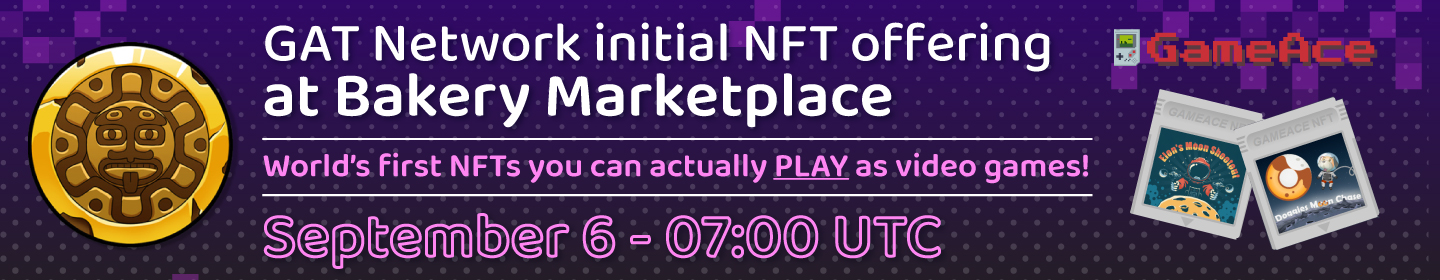 GAT Network initial NFT offering
at Bakery Marketplace
World's first NFTs you can actually PLAY as video games!
September 6 - 07:00 UTC
GameAce
GAMEACE NFT
Elon's Moon Shootout
GAMEACE NFT
Dogglies Moon Chase